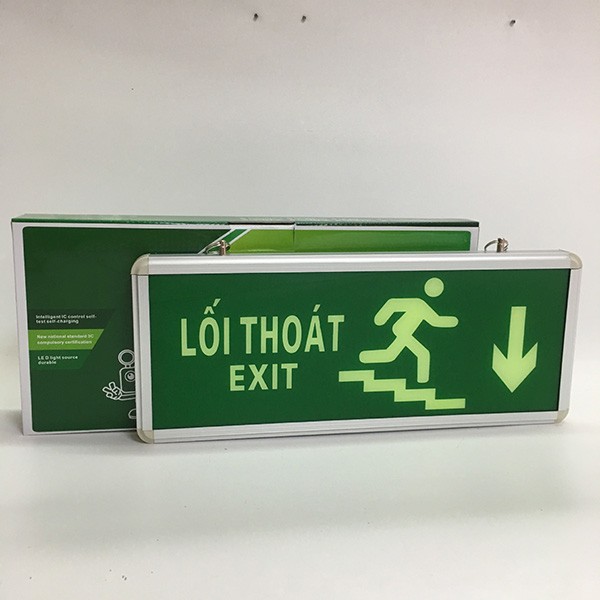 Intelligent IC control self-
test self-charging
New national standard 3C
compulsory certification
LED light source
durable
LỐI THOÁT
EXIT